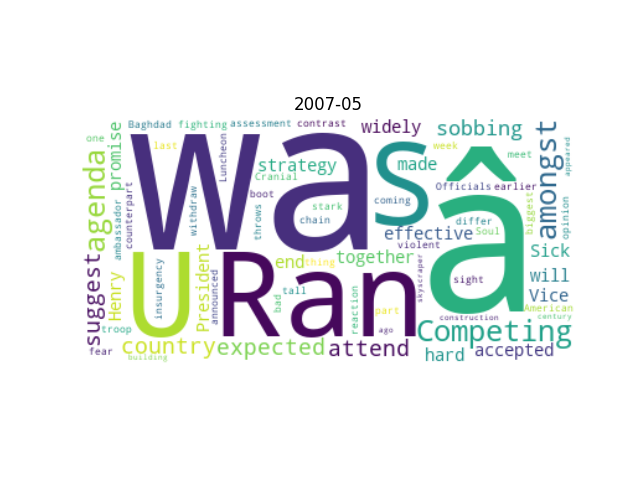 2007-05
Wa
s
â
U
Ran
one
agenda
suggest
troop
fear
promise
Henry
ambassador
counterpart
Baghdad
fighting
assessment
contrast
widely
sobbing
last
Luncheon
strategy
made
week
meet
Cranial
boot
coming
Officials
earlier
withdraw
throws
stark
chain
effective
differ
Soul
biggest
amongst
appeared
opinion
violent
Sick
insurgency
President
announced
end
thing
together
skyscraper
sight
will
Vice
American
century
bad
tall
reaction
part
ago
construction
Competing
country
building
expected
attend
hard
accepted